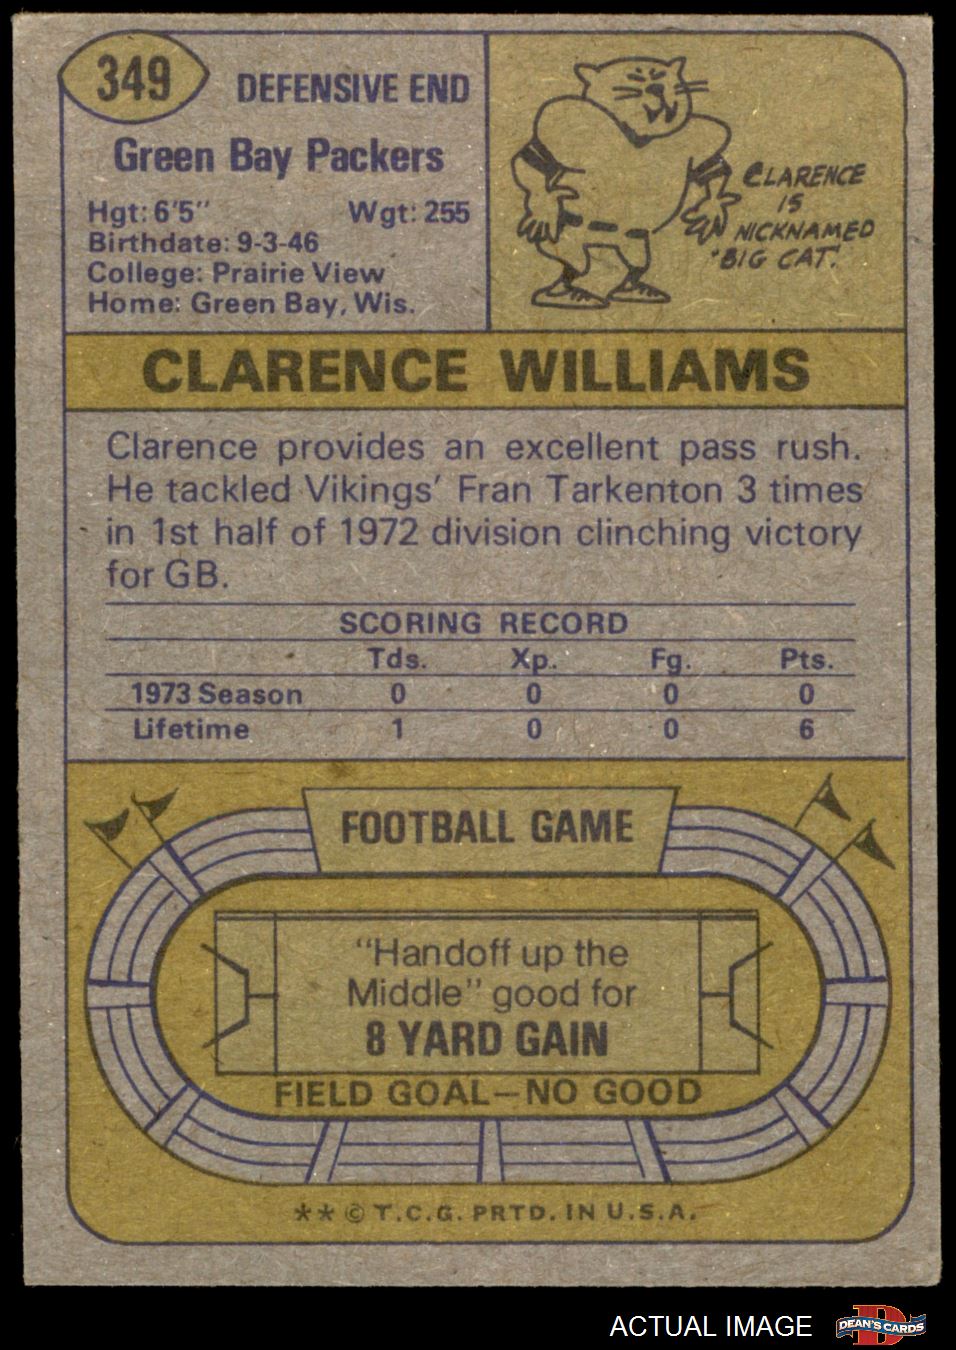 349
DEFENSIVE END
Green Bay Packers
Hgt: 6'5" Wgt: 255
Birthdate: 9-3-46
College: Prairie View
Home: Green Bay, Wis.
CLARENCE
IS
NICKNAMED
"BIG CAT."
CLARENCE WILLIAMS
Clarence provides an excellent pass rush.
He tackled Vikings' Fran Tarkenton 3 times
in 1st half of 1972 division clinching victory
for GB.
SCORING RECORD
Tds. Xp. Fg. Pts.
1973 Season 0 0 0 0
Lifetime 1 0 0 6
FOOTBALL GAME
"Handoff up the
Middle" good for
8 YARD GAIN
FIELD GOAL—NO GOOD
** © T.C.G. PRTD. IN U.S.A.
ACTUAL IMAGE
D
DEAN'S CARDS